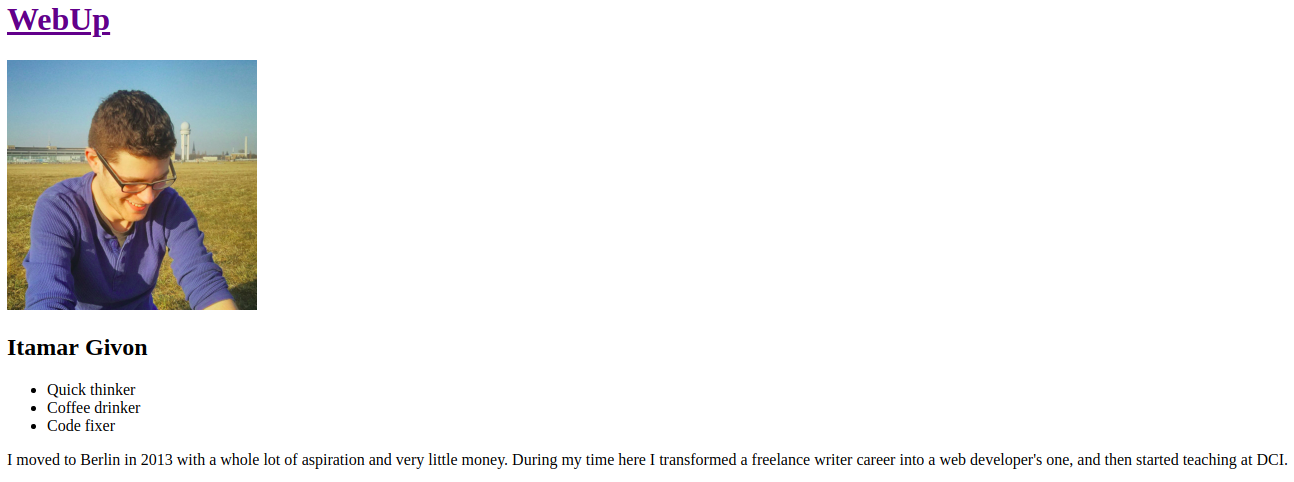 WebUp
Itamar Givon
Quick thinker
Coffee drinker
Code fixer
I moved to Berlin in 2013 with a whole lot of aspiration and very little money. During my time here I transformed a freelance writer career into a web developer's one, and then started teaching at DCI.